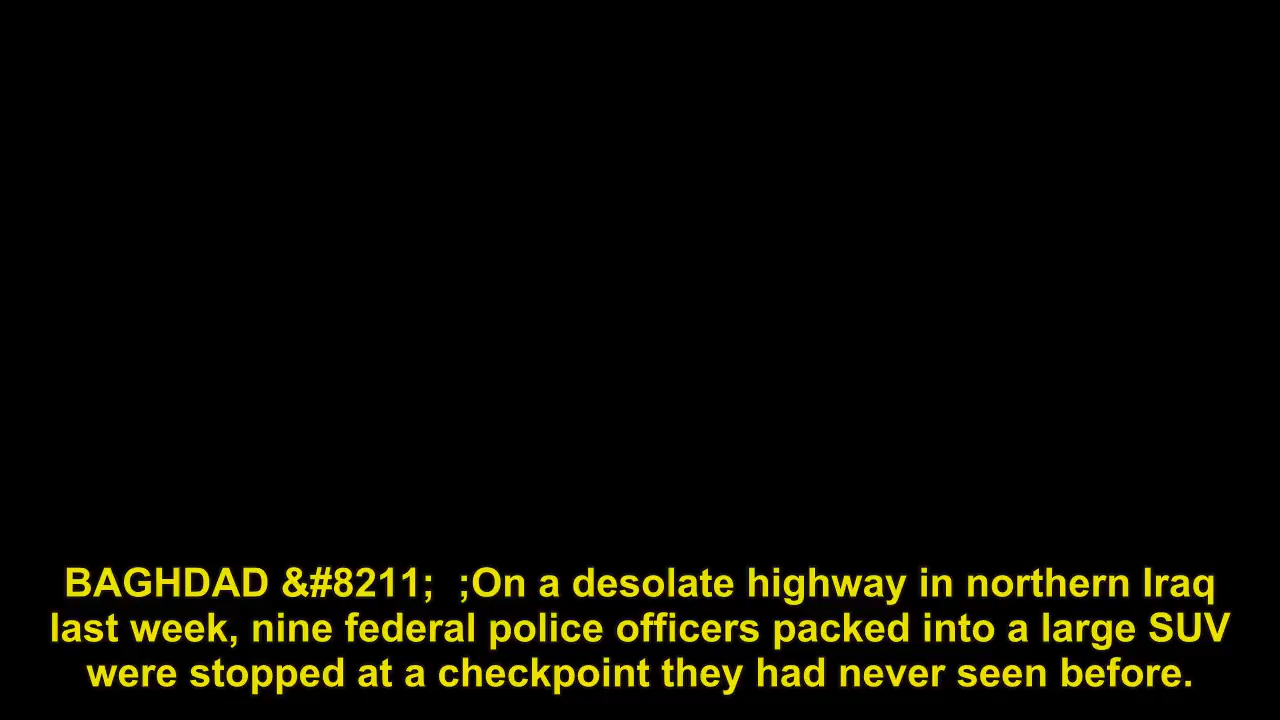 BAGHDAD &#8211;  ;On a desolate highway in northern Iraq
last week, nine federal police officers packed into a large SUV
were stopped at a checkpoint they had never seen before.